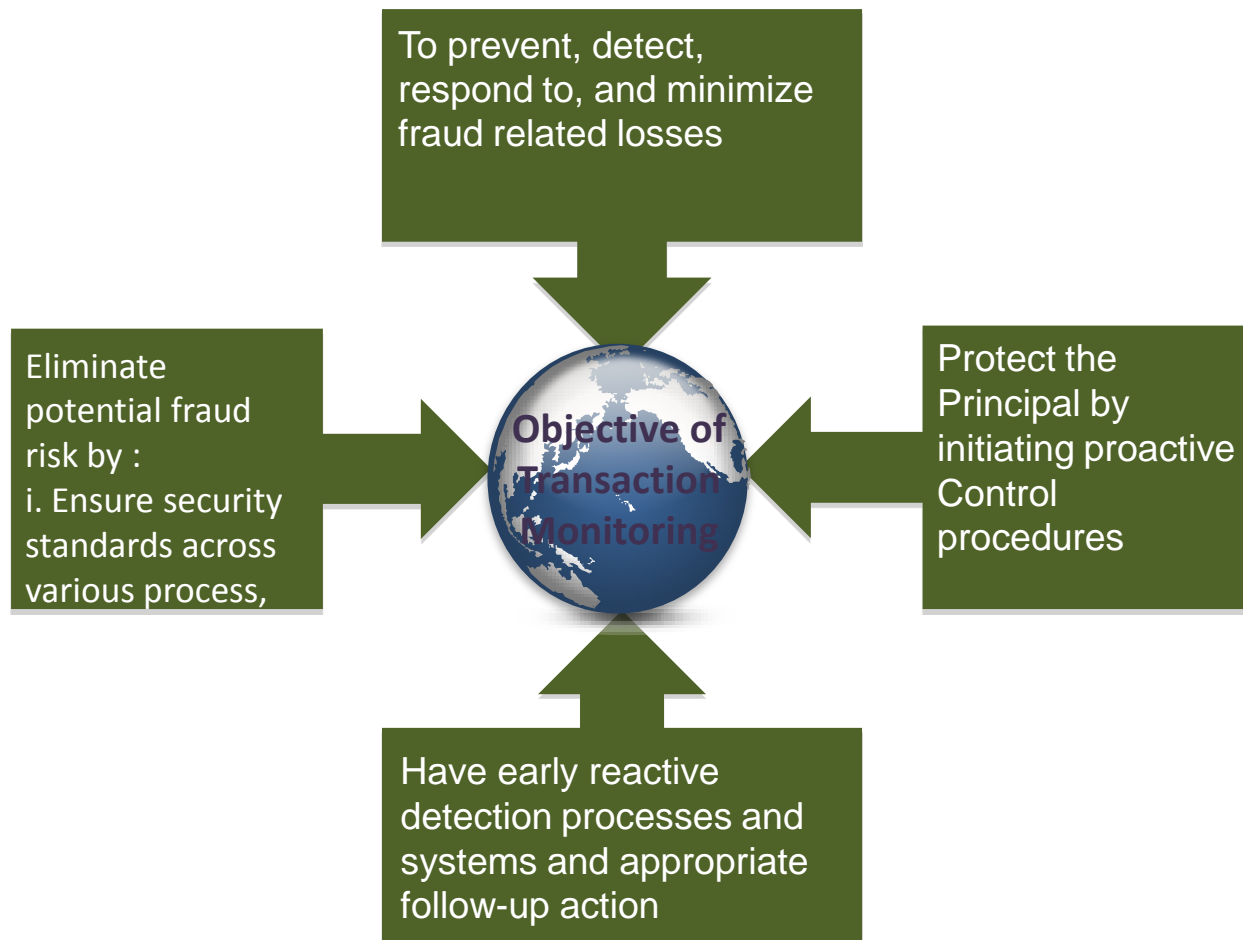 To prevent, detect,
respond to, and minimize
fraud related losses
Eliminate
potential fraud
risk by :
i. Ensure security
standards across
various process,
Objective of
Transaction
Monitoring
Protect the
Principal by
initiating proactive
Control
procedures
Have early reactive
detection processes and
systems and appropriate
follow-up action